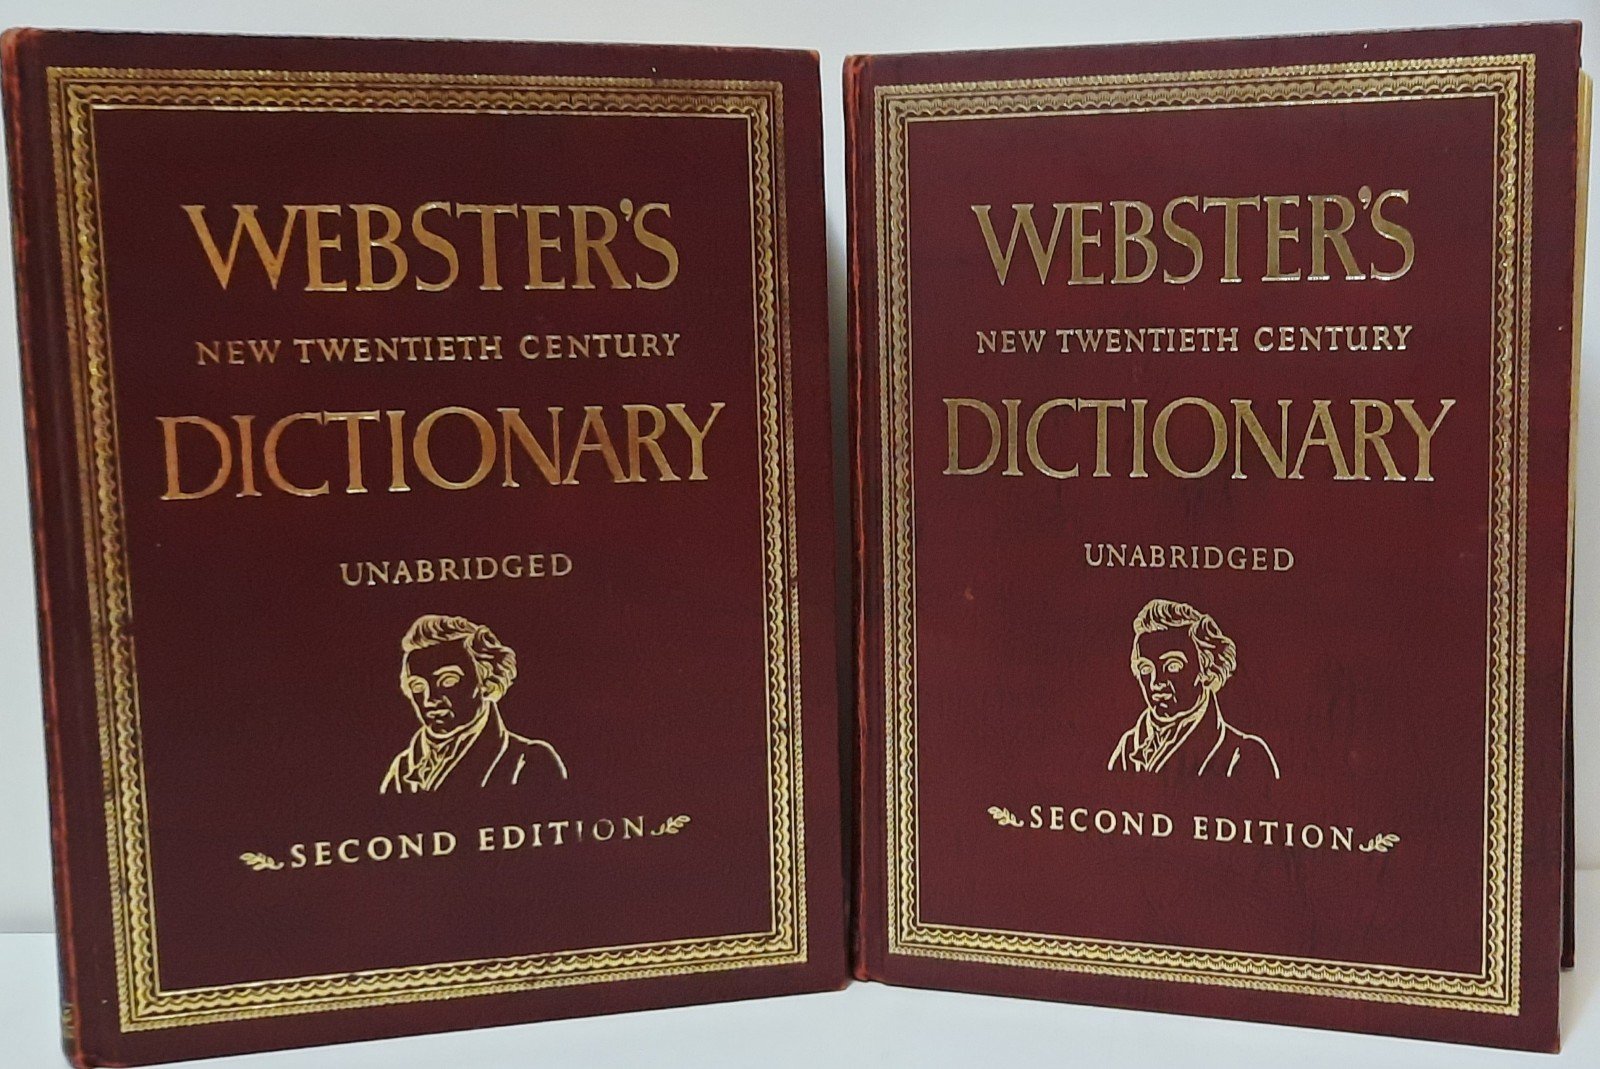 WEBSTER'S
NEW TWENTIETH CENTURY
DICTIONARY
UNABRIDGED
SECOND EDITION
WEBSTER'S
NEW TWENTIETH CENTURY
DICTIONARY
UNABRIDGED
SECOND EDITION